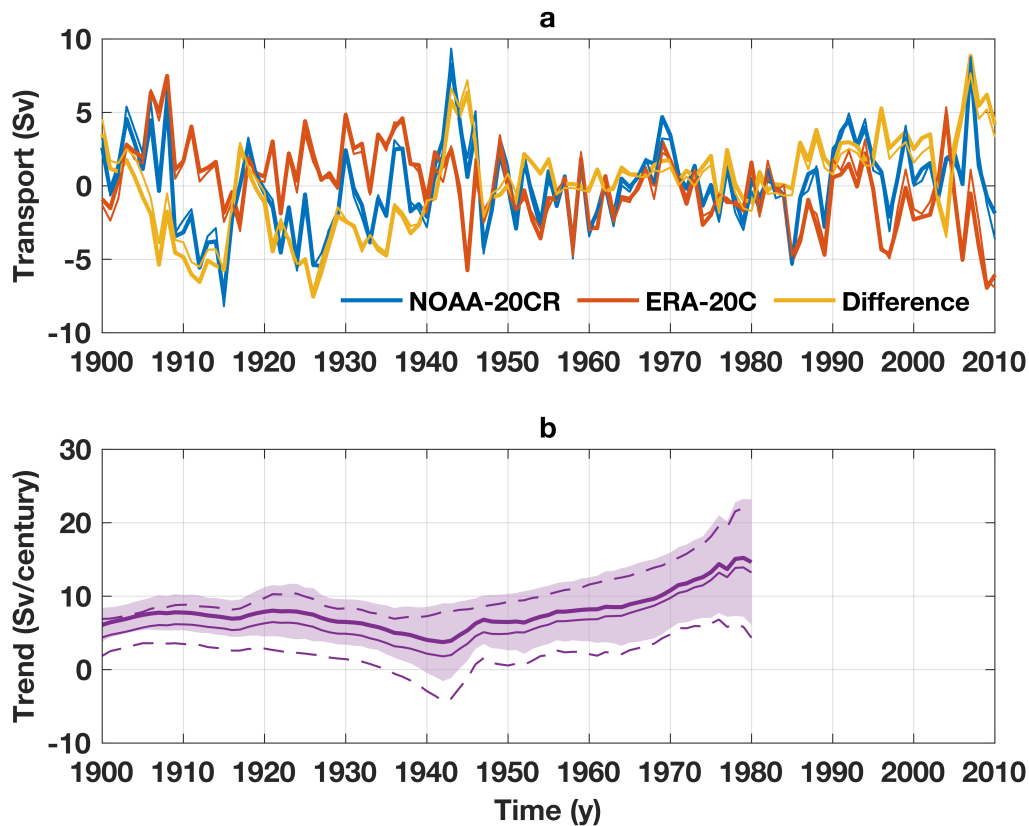 a
Transport (Sv)
10
5
0
-5
-10
NOAA-20CR ERA-20C Difference
1900 1910 1920 1930 1940 1950 1960 1970 1980 1990 2000 2010
b
Trend (Sv/century)
30
20
10
0
-10
1900 1910 1920 1930 1940 1950 1960 1970 1980 1990 2000 2010
Time (y)